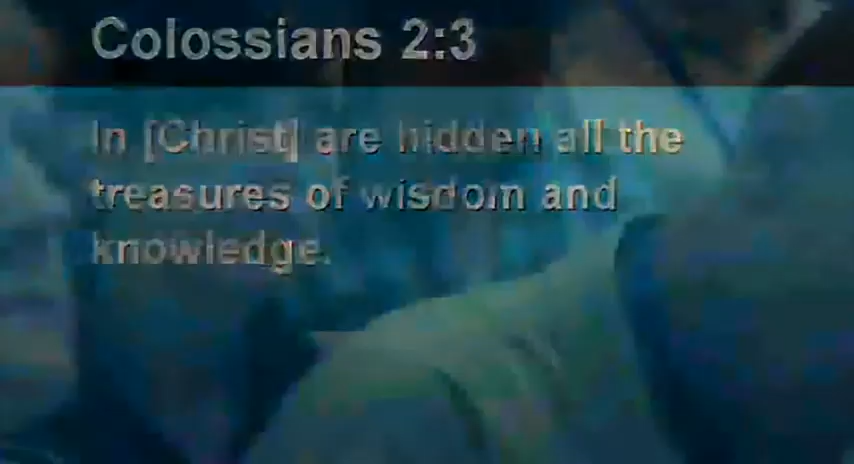 Colossians 2:3
In [Christ] are hidden all the
treasures of wisdom and
knowledge.